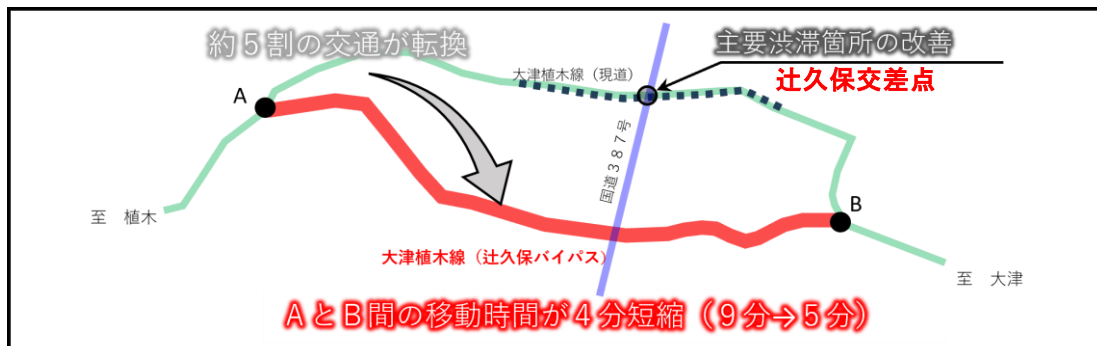 約５割の交通が転換
主要渋滞箇所の改善
大津植木線（現道）
辻久保交差点
A
国道３８７号
至　植木
B
大津植木線（辻久保バイパス）
至　大津
ＡとＢ間の移動時間が４分短縮（９分→５分）